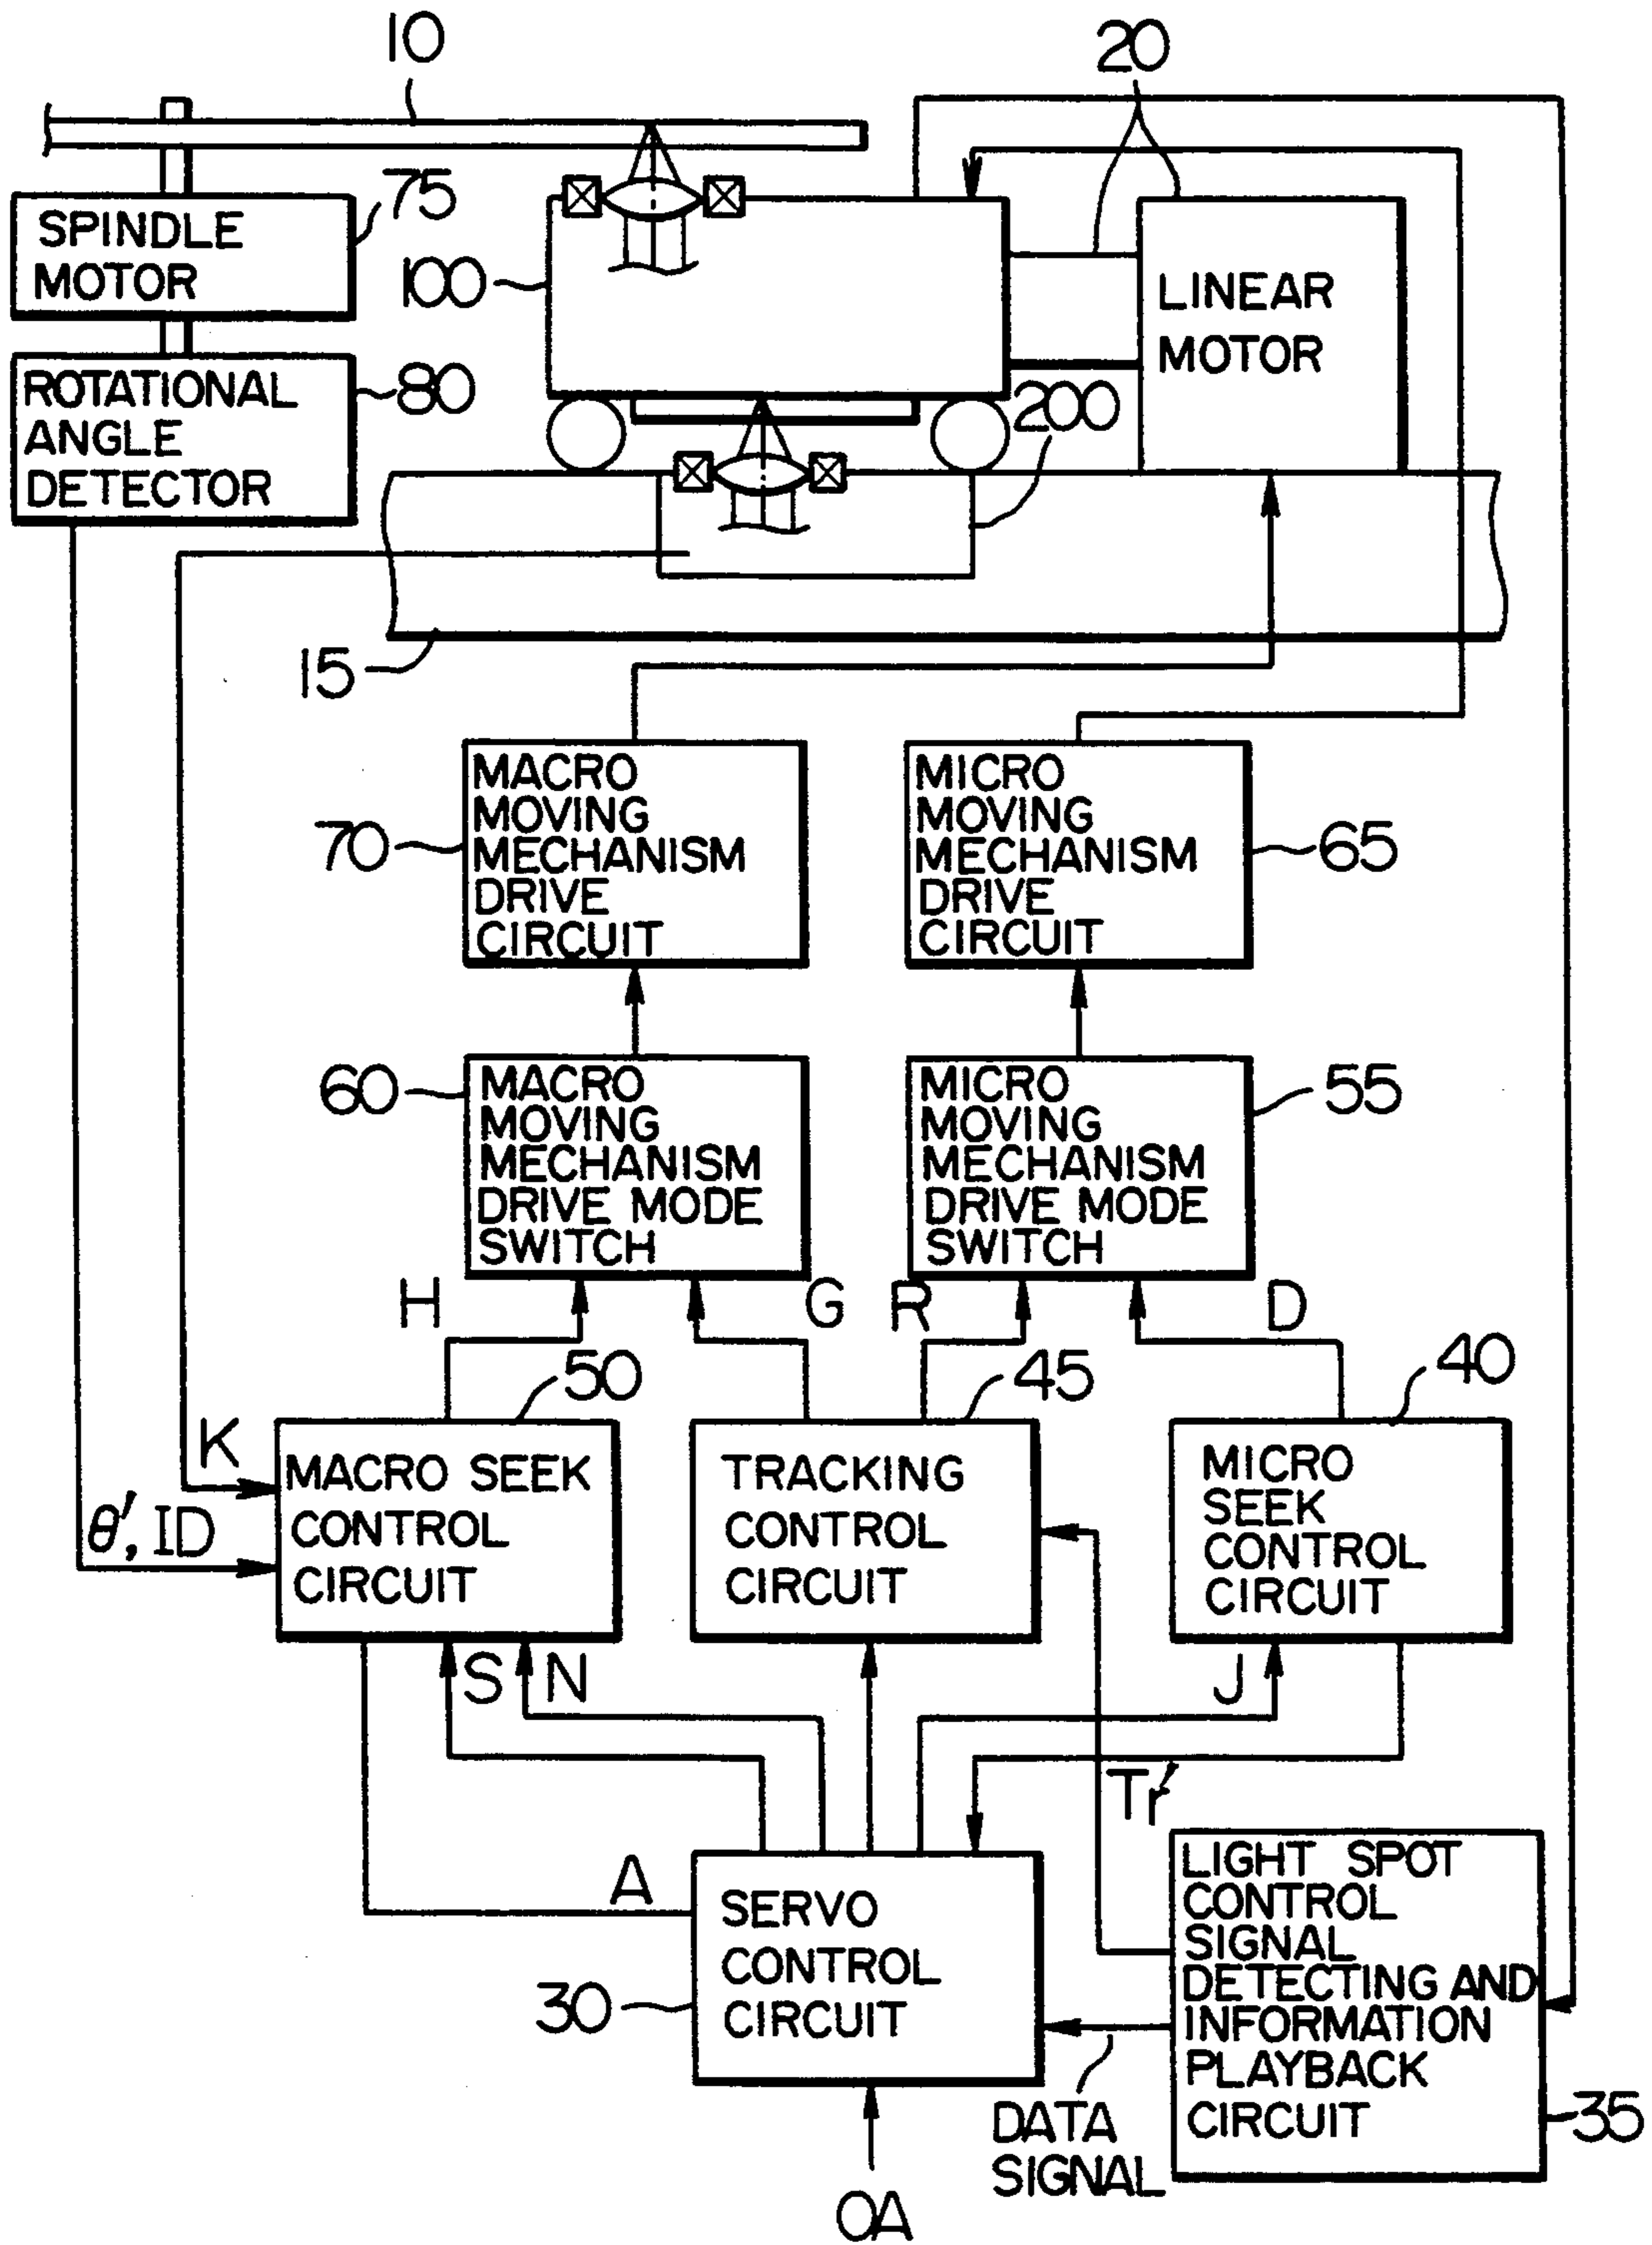 10
20
75
SPINDLE
MOTOR
100
LINEAR
MOTOR
80
ROTATIONAL
ANGLE
DETECTOR
200
15
70
MACRO
MOVING
MECHANISM
DRIVE
CIRCUIT
MICRO
MOVING
MECHANISM
DRIVE
CIRCUIT
65
60
MACRO
MOVING
MECHANISM
DRIVE MODE
SWITCH
MICRO
MOVING
MECHANISM
DRIVE MODE
SWITCH
55
H
G
R
D
50
45
40
K
θ', ID
MACRO SEEK
CONTROL
CIRCUIT
TRACKING
CONTROL
CIRCUIT
MICRO
SEEK
CONTROL
CIRCUIT
S
N
J
Tr'
A
30
SERVO
CONTROL
CIRCUIT
LIGHT SPOT
CONTROL
SIGNAL
DETECTING AND
INFORMATION
PLAYBACK
CIRCUIT
35
DATA
SIGNAL
OA